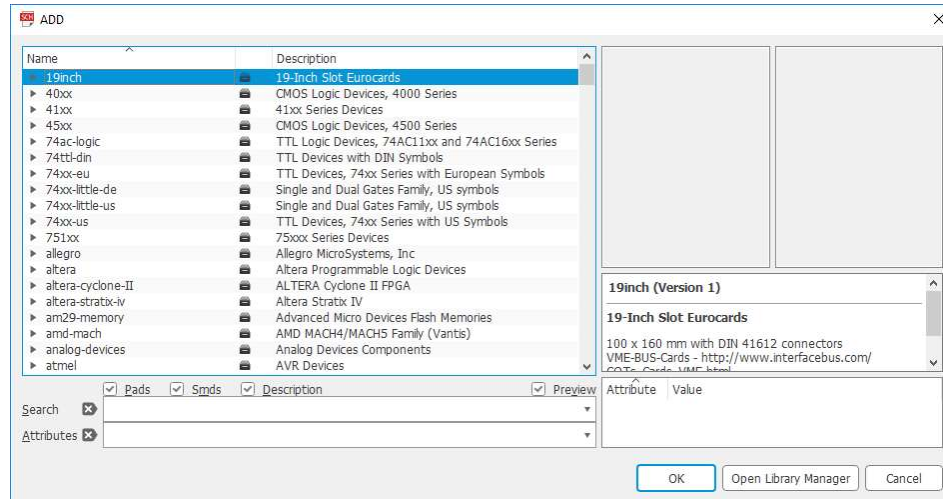 SCH ADD
Name Description
19inch 19-Inch Slot Eurocards
40xx CMOS Logic Devices, 4000 Series
41xx 41xx Series Devices
45xx CMOS Logic Devices, 4500 Series
74ac-logic TTL Logic Devices, 74AC11xx and 74AC16xx Series
74ttl-din TTL Devices with DIN Symbols
74xx-eu TTL Devices, 74xx Series with European Symbols
74xx-little-de Single and Dual Gates Family, US symbols
74xx-little-us Single and Dual Gates Family, US symbols
74xx-us TTL Devices, 74xx Series with US Symbols
751xx 75xxx Series Devices
allegro Allegro MicroSystems, Inc
altera Altera Programmable Logic Devices
altera-cyclone-II ALTERA Cyclone II FPGA
altera-stratix-iv Altera Stratix IV
am29-memory Advanced Micro Devices Flash Memories
amd-mach AMD MACH4/MACH5 Family (Vantis)
analog-devices Analog Devices Components
atmel AVR Devices
19inch (Version 1)
19-Inch Slot Eurocards
100 x 160 mm with DIN 41612 connectors
VME-BUS-Cards - http://www.interfacebus.com/
COTs_Cards_VME.html
Pads Smds Description Preview
Search
Attributes
Attribute Value
OK Open Library Manager Cancel